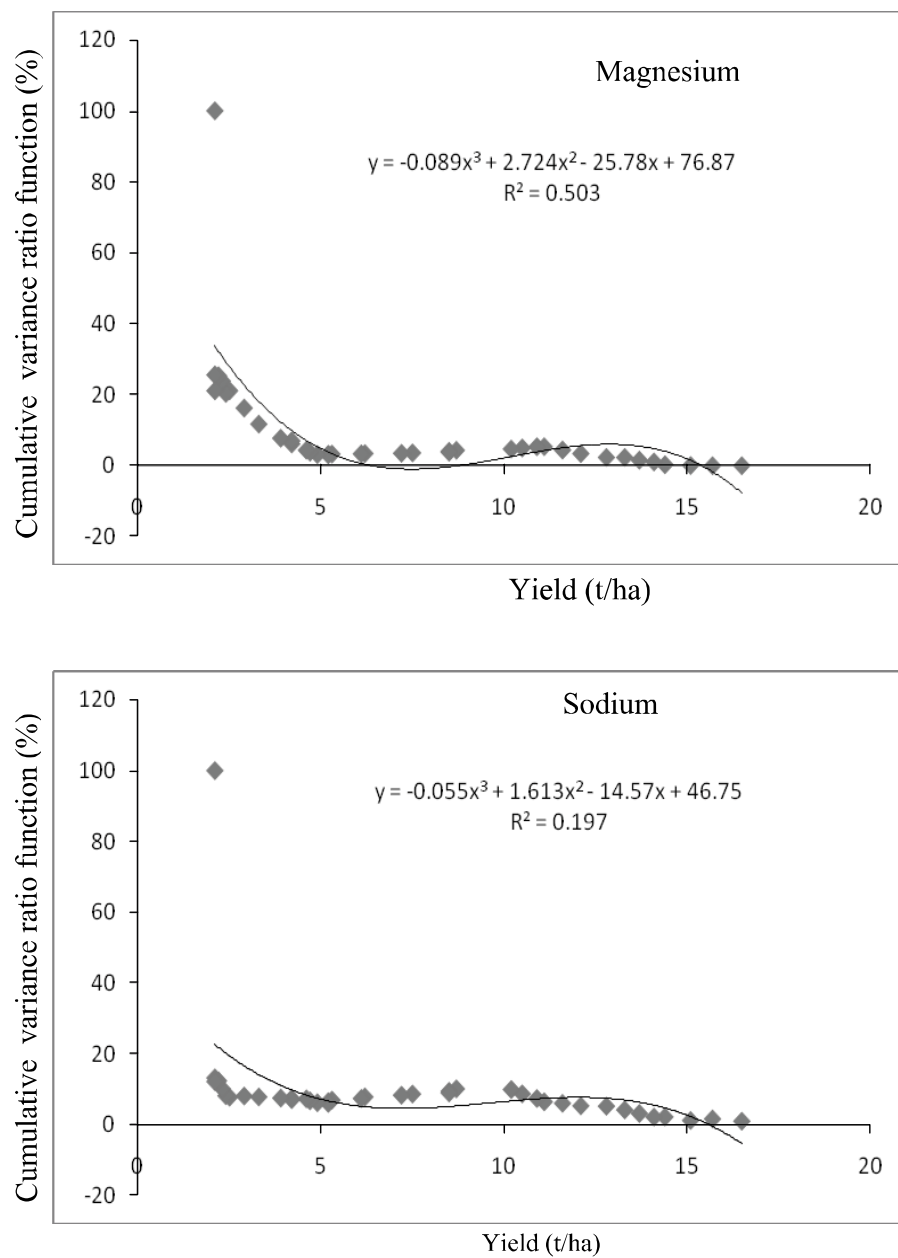 120
100
80
60
40
20
0
-20
0
5
10
15
20
Cumulative variance ratio function (%)
Magnesium
y = -0.089x³ + 2.724x² - 25.78x + 76.87
R² = 0.503
Yield (t/ha)
120
100
80
60
40
20
0
-20
0
5
10
15
20
Cumulative variance ratio function (%)
Sodium
y = -0.055x³ + 1.613x² - 14.57x + 46.75
R² = 0.197
Yield (t/ha)